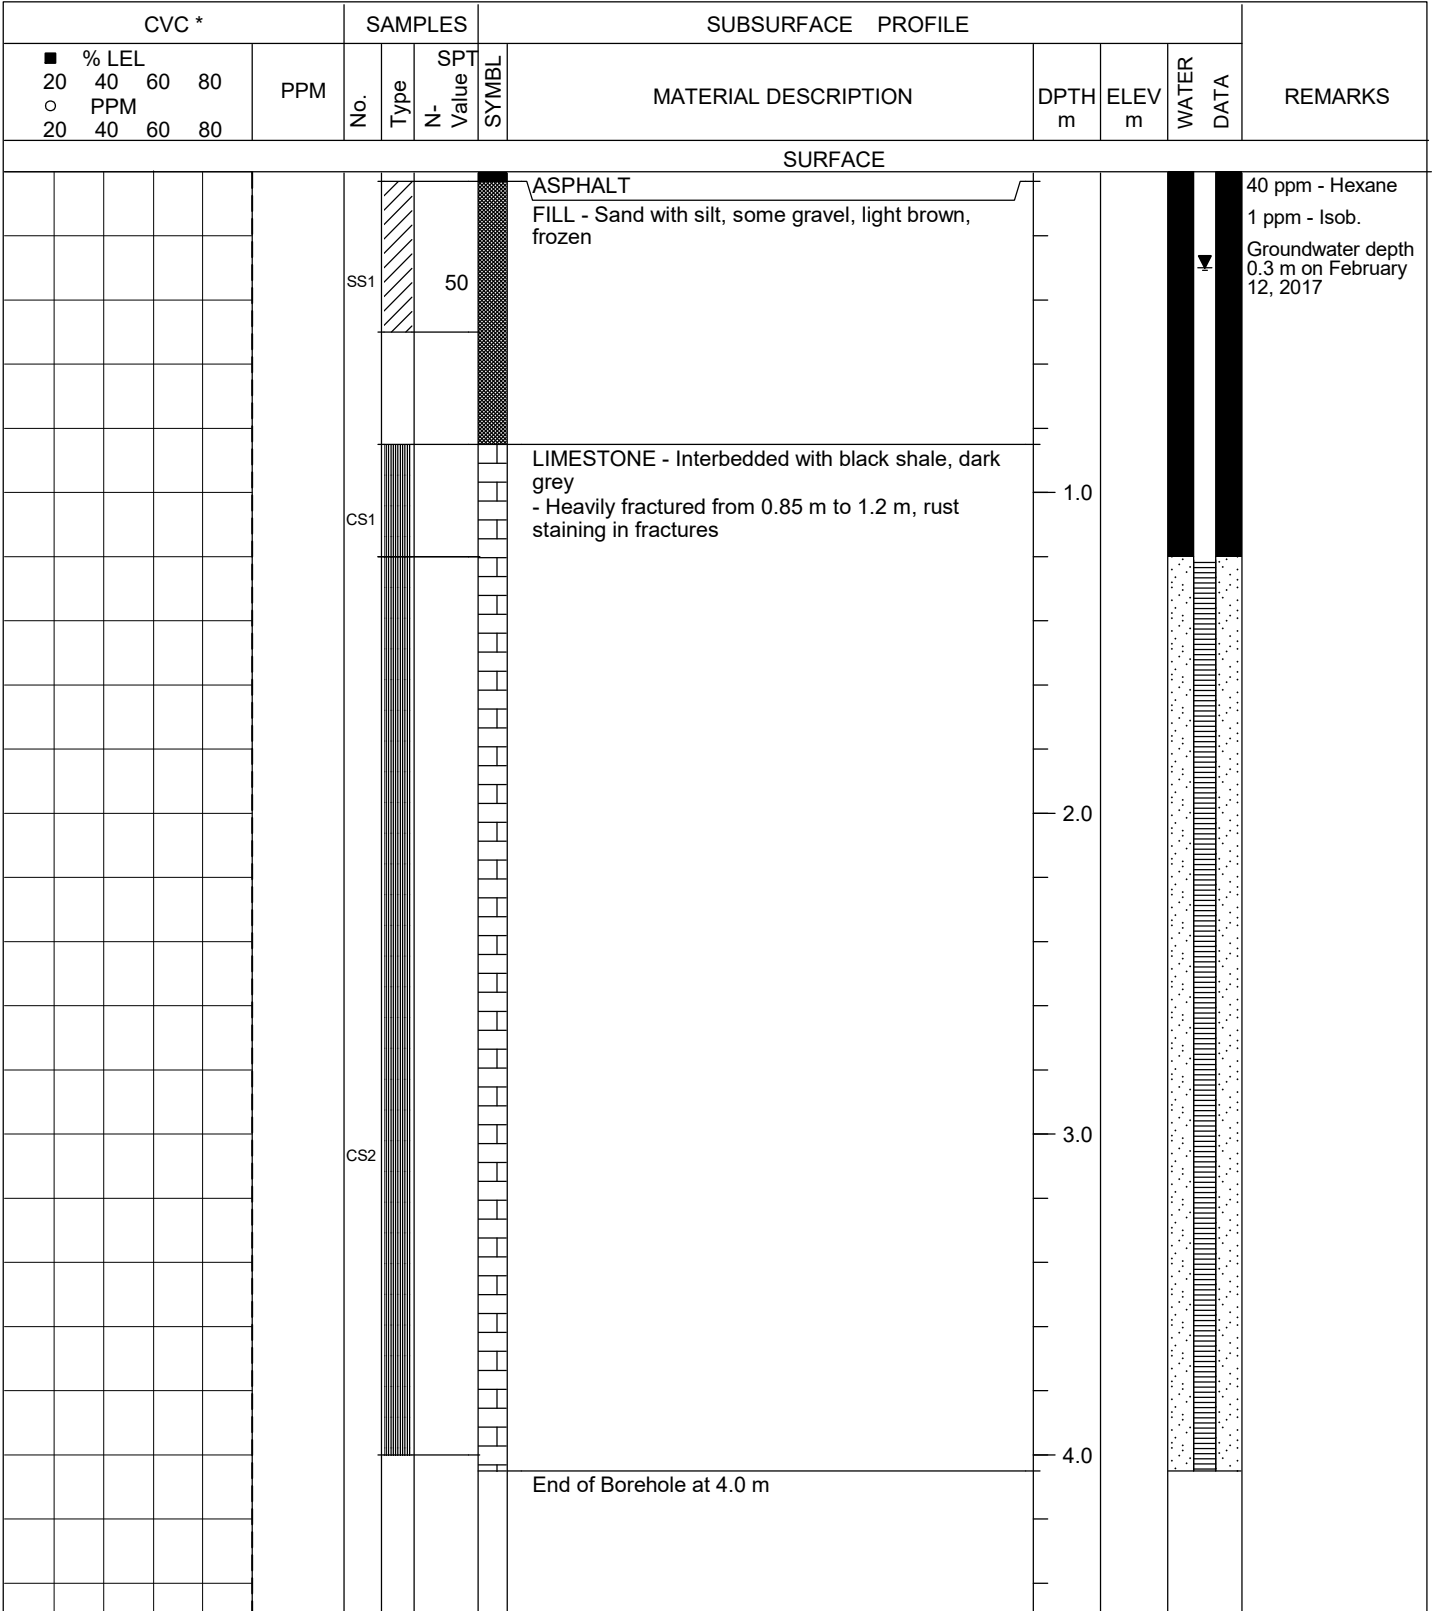 CVC *
SAMPLES
SUBSURFACE PROFILE
■ % LEL
20 40 60 80
○ PPM
20 40 60 80
PPM
No.
Type
SPT
N-
Value
SYMBL
MATERIAL DESCRIPTION
DPTH
m
ELEV
m
WATER
DATA
REMARKS
SURFACE
ASPHALT
40 ppm - Hexane
FILL - Sand with silt, some gravel, light brown,
frozen
1 ppm - Isob.
Groundwater depth
0.3 m on February
12, 2017
SS1
50
LIMESTONE - Interbedded with black shale, dark
grey
- Heavily fractured from 0.85 m to 1.2 m, rust
staining in fractures
1.0
CS1
2.0
3.0
CS2
4.0
End of Borehole at 4.0 m